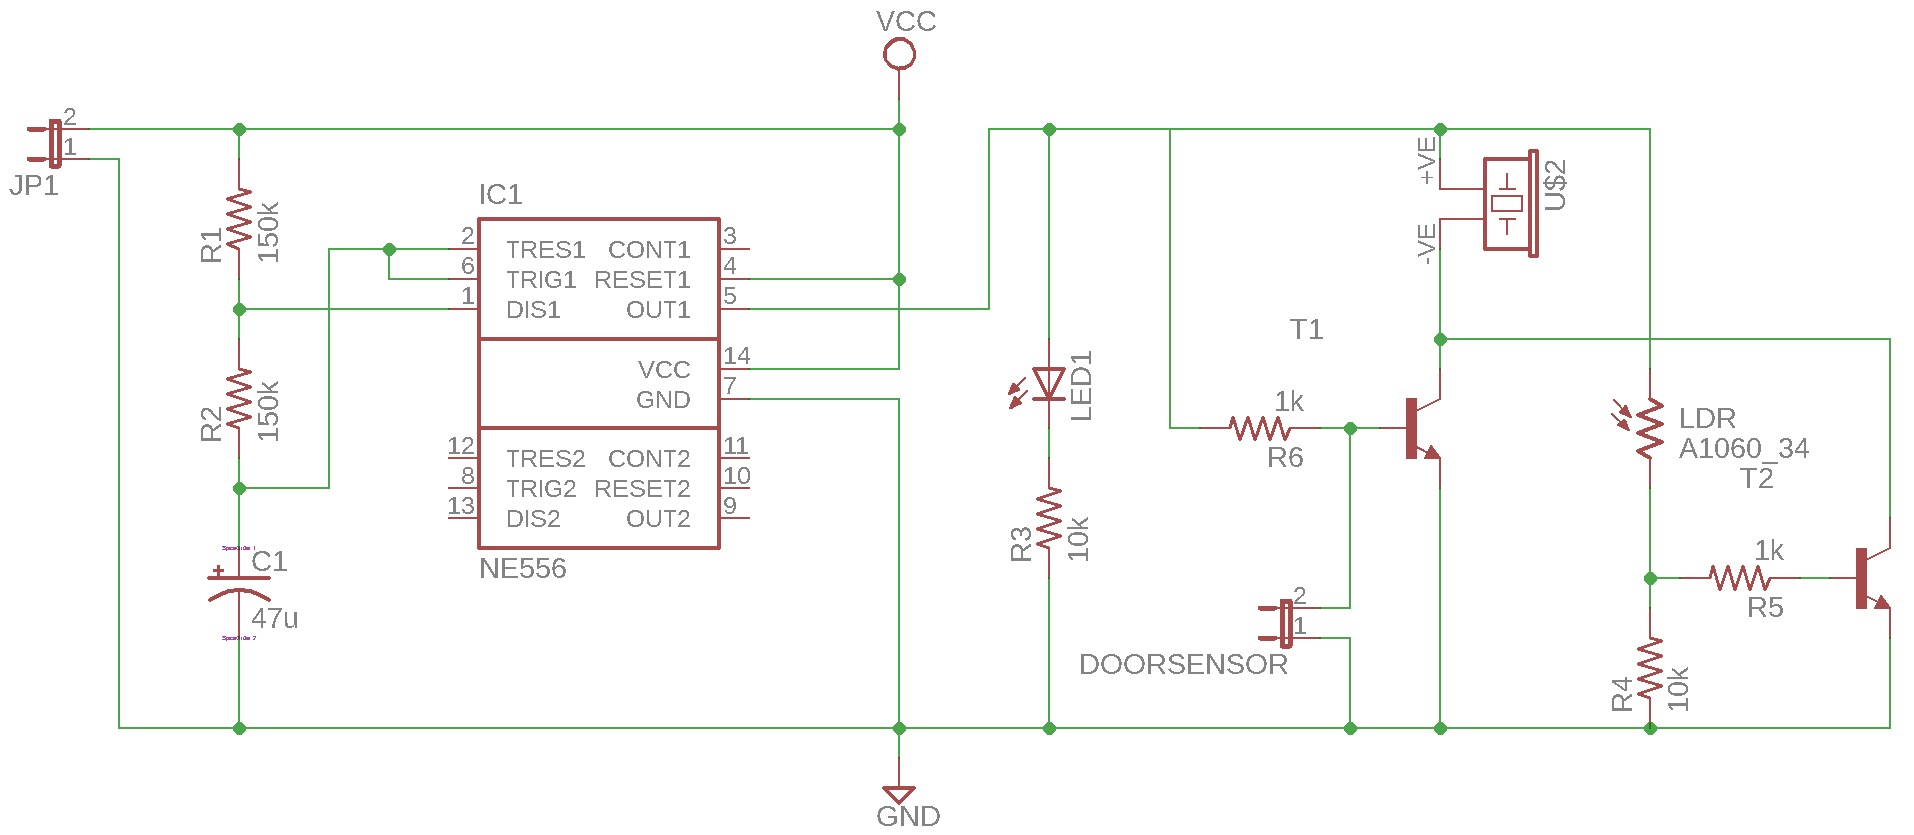 VCC
2
1
JP1
R1
150k
R2
150k
+
C1
47u
IC1
2 TRES1 CONT1 3
6 TRIG1 RESET1 4
1 DIS1 OUT1 5
VCC 14
GND 7
12 TRES2 CONT2 11
8 TRIG2 RESET2 10
13 DIS2 OUT2 9
NE556
GND
LED1
R3
10k
+VE
-VE
U$2
T1
1k
R6
2
1
DOORSENSOR
LDR
A1060_34
T2
1k
R5
R4
10k